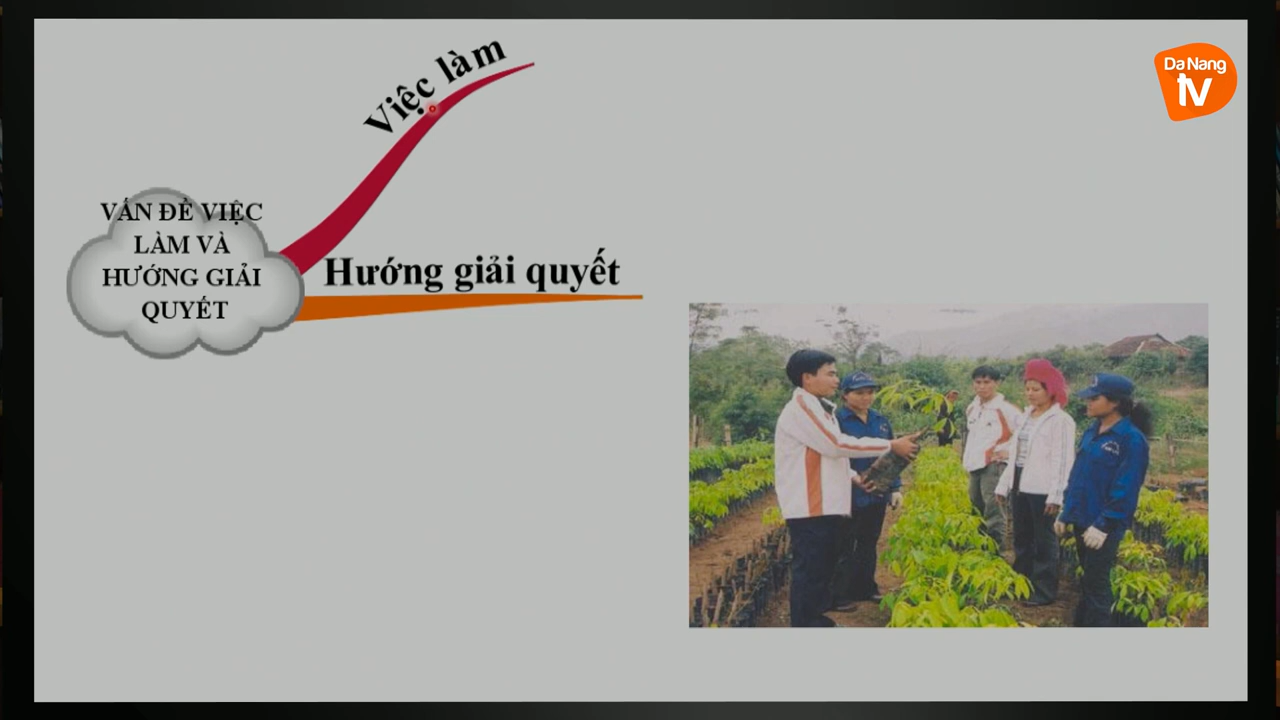 Việc làm
VẤN ĐỀ VIỆC
LÀM VÀ
HƯỚNG GIẢI
QUYẾT
Hướng giải quyết
Da Nang
tv